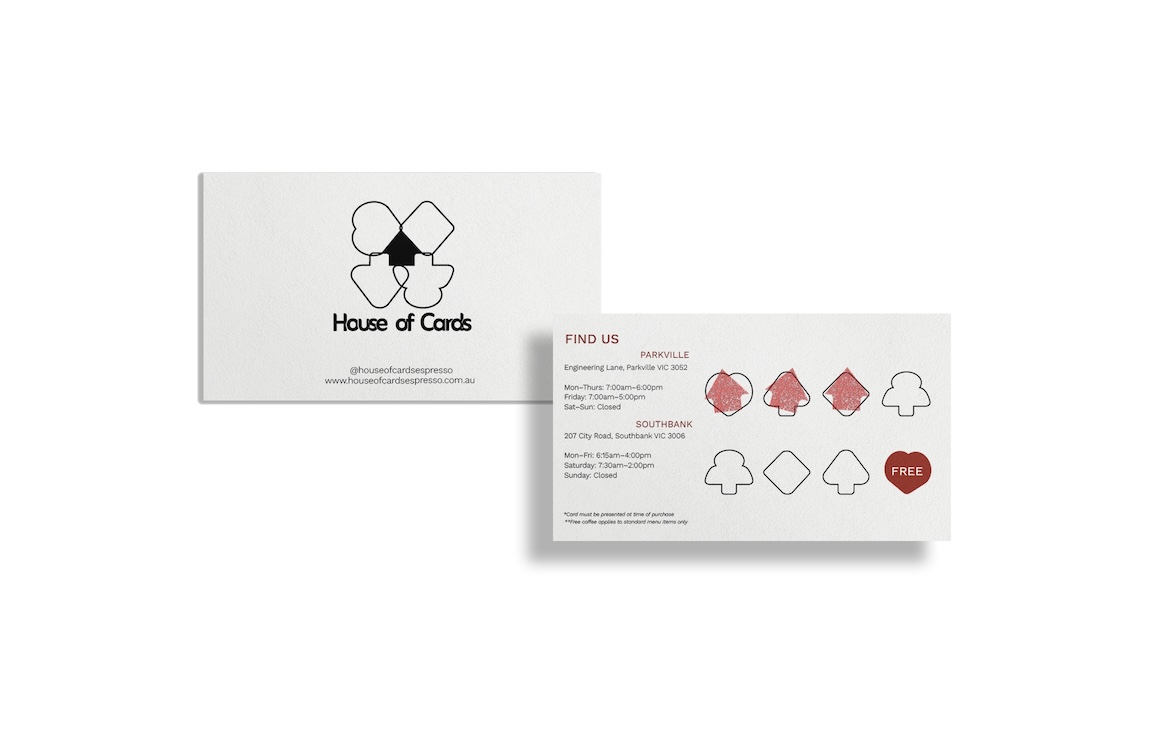 House of Cards
@houseofcardsespresso
www.houseofcardsespresso.com.au
FIND US
PARKVILLE
Engineering Lane, Parkville VIC 3052
Mon–Thurs: 7:00am–6:00pm
Friday: 7:00am–5:00pm
Sat–Sun: Closed
SOUTHBANK
207 City Road, Southbank VIC 3006
Mon–Fri: 6:15am–4:00pm
Saturday: 7:30am–2:00pm
Sunday: Closed
*Card must be presented at time of purchase
**Free coffee applies to standard menu items only
FREE